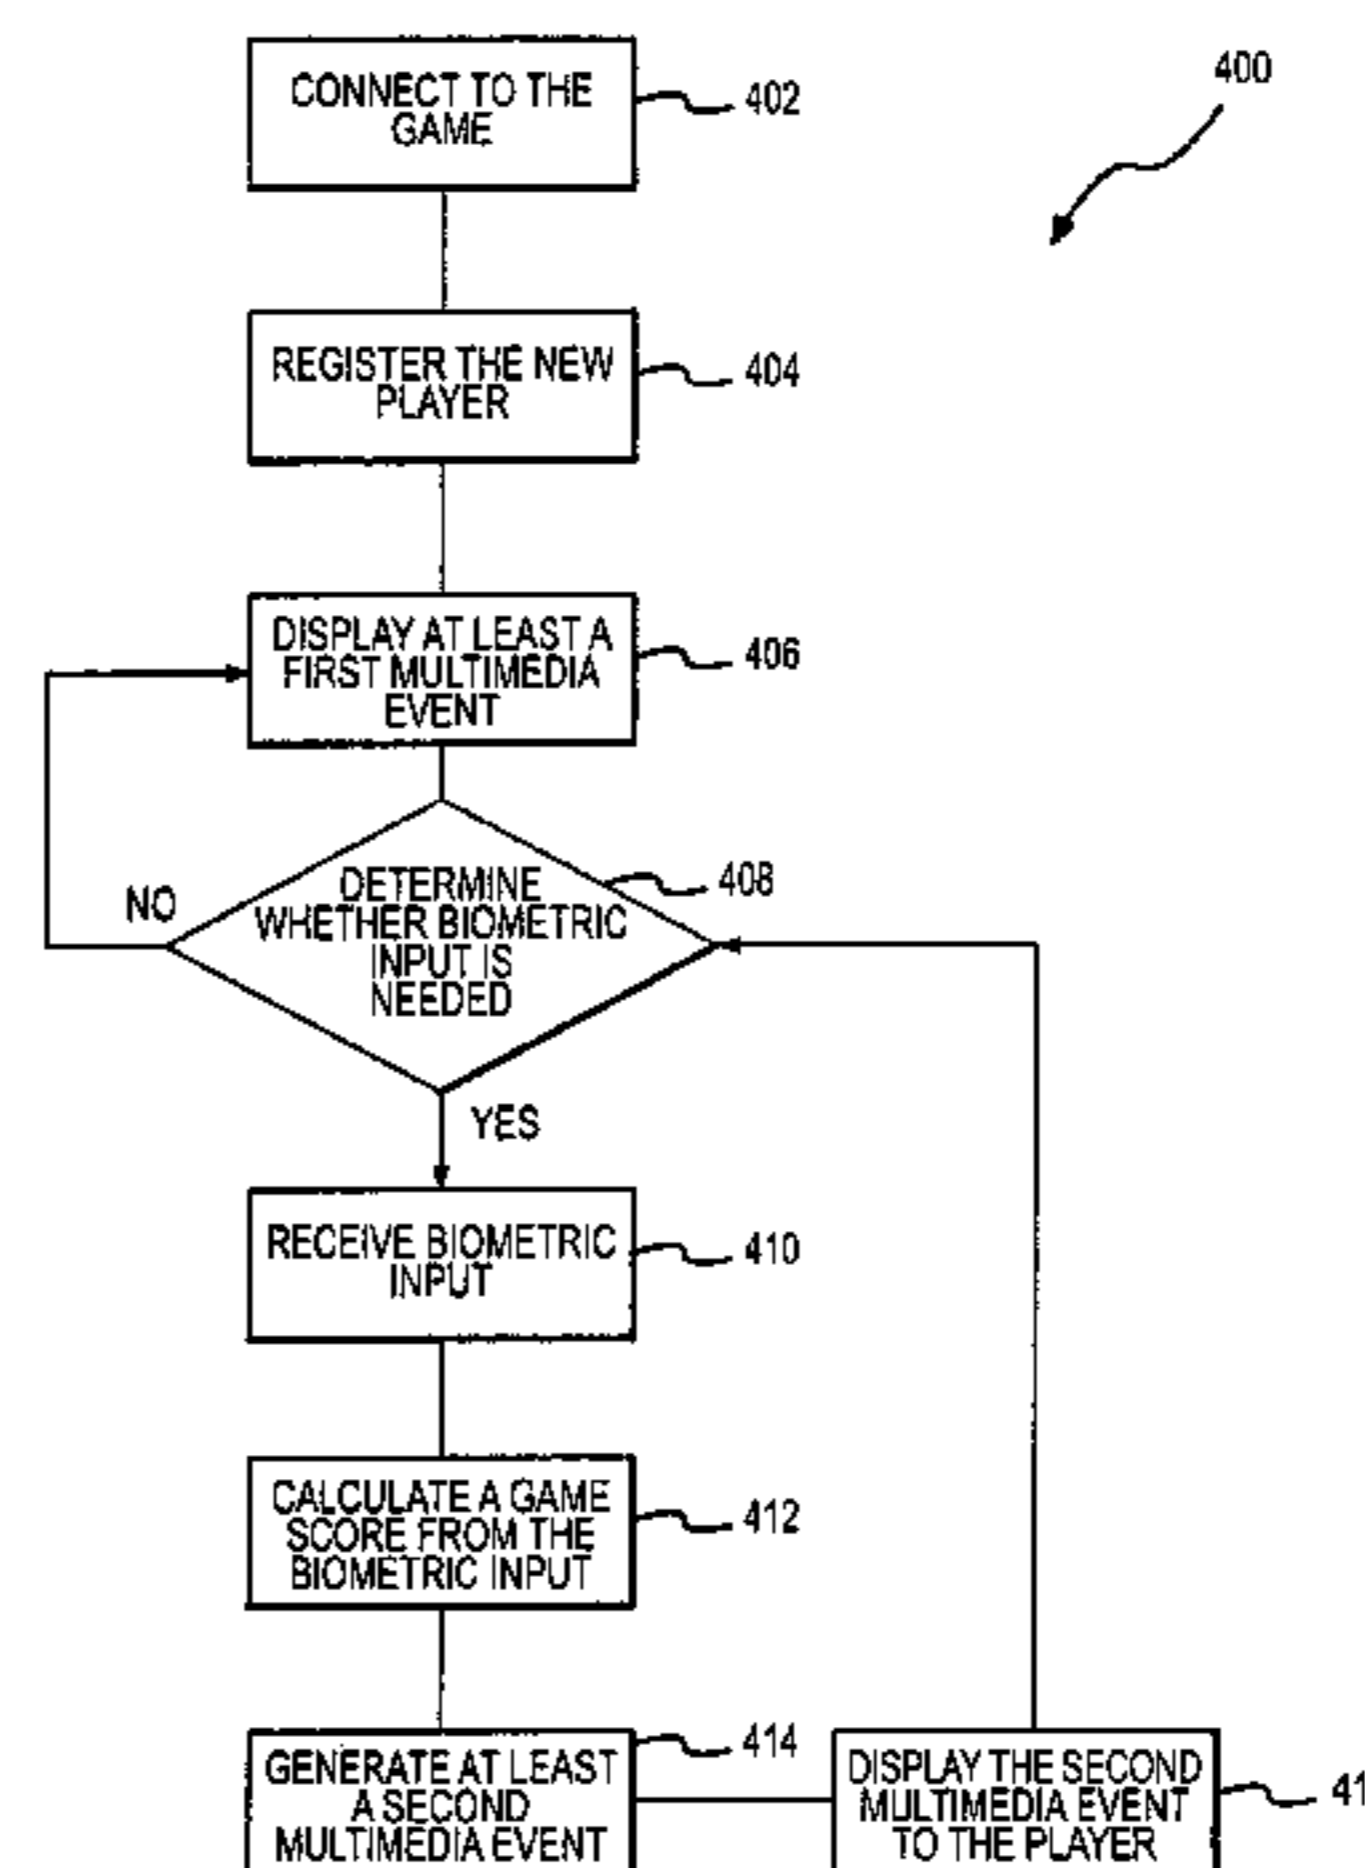 400
CONNECT TO THE
GAME
402
REGISTER THE NEW
PLAYER
404
DISPLAY AT LEAST A
FIRST MULTIMEDIA
EVENT
406
DETERMINE
WHETHER BIOMETRIC
INPUT IS
NEEDED
408
NO
YES
RECEIVE BIOMETRIC
INPUT
410
CALCULATE A GAME
SCORE FROM THE
BIOMETRIC INPUT
412
GENERATE AT LEAST
A SECOND
MULTIMEDIA EVENT
414
DISPLAY THE SECOND
MULTIMEDIA EVENT
TO THE PLAYER